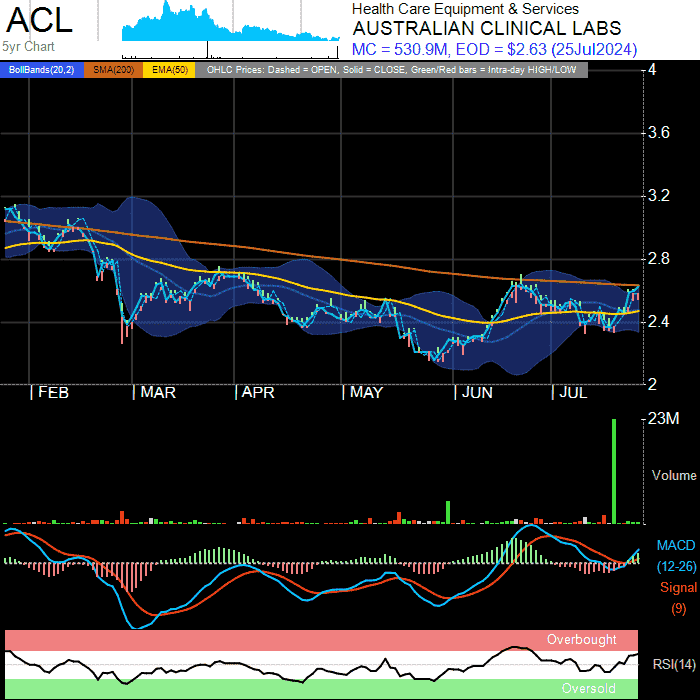 ACL
5yr Chart
Health Care Equipment & Services
AUSTRALIAN CLINICAL LABS
MC = 530.9M, EOD = $2.63 (25Jul2024)
BollBands(20,2) SMA(200) EMA(50) OHLC Prices: Dashed = OPEN, Solid = CLOSE, Green/Red bars = Intra-day HIGH/LOW
4
3.6
3.2
2.8
2.4
2
FEB MAR APR MAY JUN JUL
23M
Volume
MACD
(12-26)
Signal
(9)
Overbought
RSI(14)
Oversold